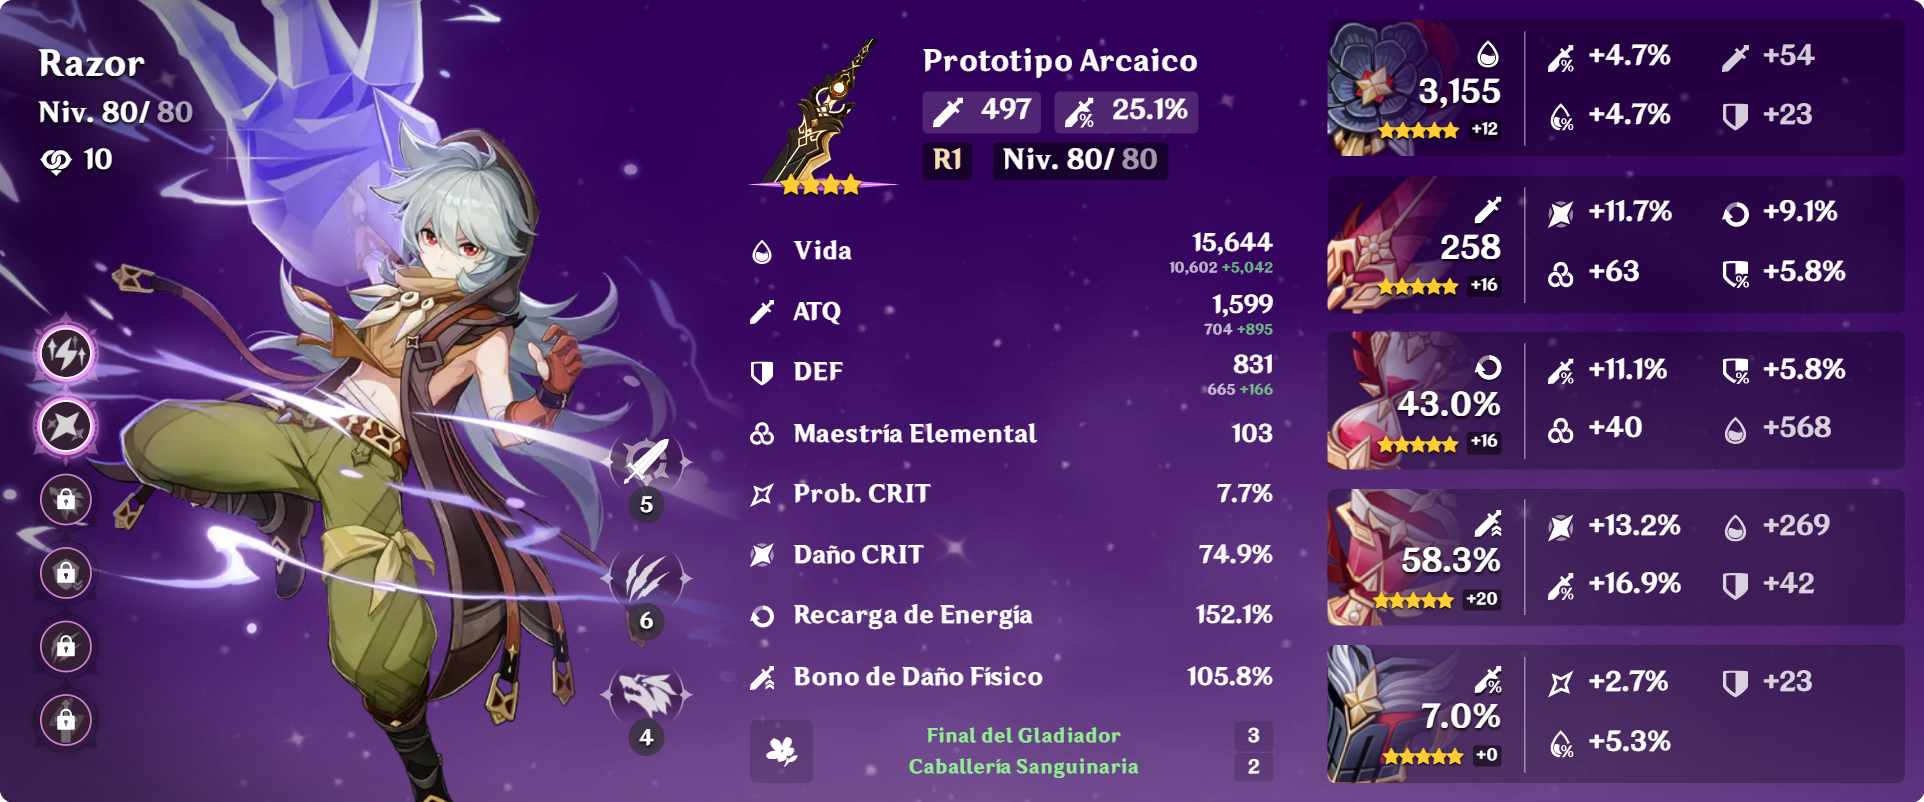 Razor
Niv. 80/ 80
10
5
6
4
Prototipo Arcaico
497 25.1%
R1 Niv. 80/ 80
Vida 15,644
10,602 +5,042
ATQ 1,599
704 +895
DEF 831
665 +166
Maestría Elemental 103
Prob. CRIT 7.7%
Daño CRIT 74.9%
Recarga de Energía 152.1%
Bono de Daño Físico 105.8%
Final del Gladiador 3
Caballería Sanguinaria 2
3,155
+12
+4.7% +54
+4.7% +23
258
+16
+11.7% +9.1%
+63 +5.8%
43.0%
+16
+11.1% +5.8%
+40 +568
58.3%
+20
+13.2% +269
+16.9% +42
7.0%
+0
+2.7% +23
+5.3%